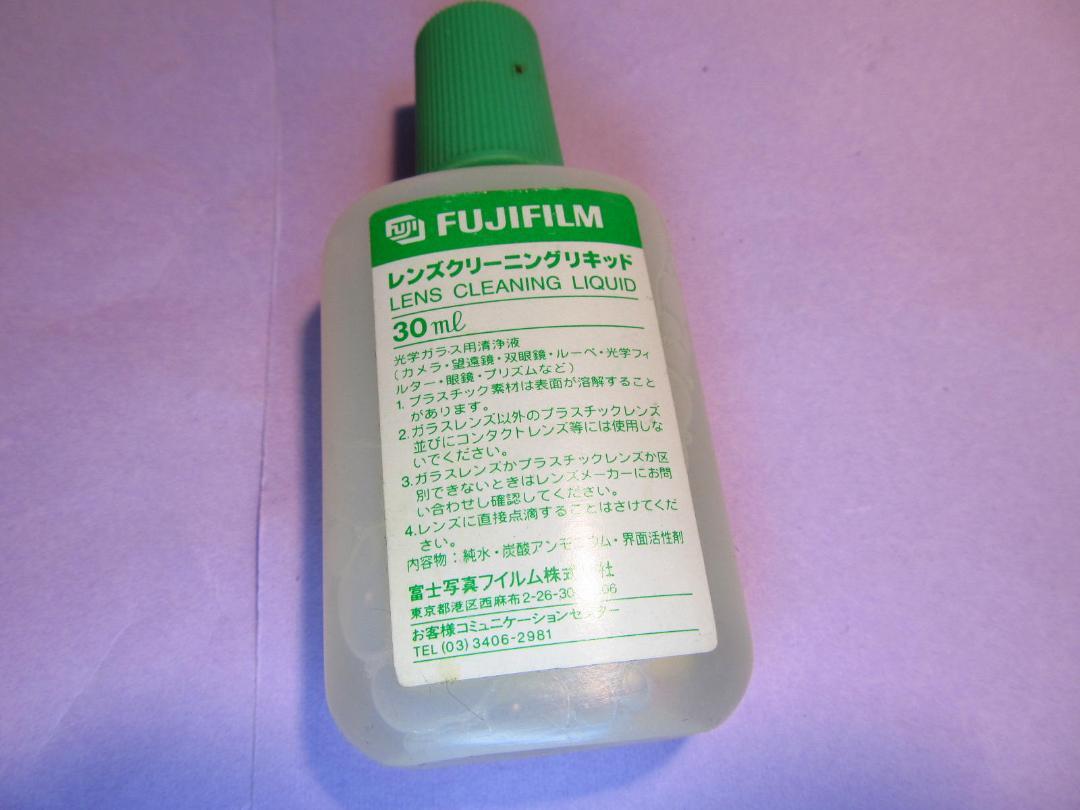 FUJI FUJIFILM
レンズクリーニングリキッド
LENS CLEANING LIQUID
30ml
光学ガラス用清浄液
(カメラ・望遠鏡・双眼鏡・ルーペ・光学フィ
ルター・眼鏡・プリズムなど)
1. プラスチック素材は表面が溶解すること
があります。
2. ガラスレンズ以外のプラスチックレンズ
並びにコンタクトレンズ等には使用しな
いでください。
3. ガラスレンズかプラスチックレンズか区
別できないときはレンズメーカーにお問
い合わせし確認してください。
4. レンズに直接点滴することはさけてくだ
さい。
内容物:純水・炭酸アンモニウム・界面活性剤
富士写真フイルム株式会社
東京都港区西麻布2-26-30
お客様コミュニケーションセンター
TEL (03) 3406-2981